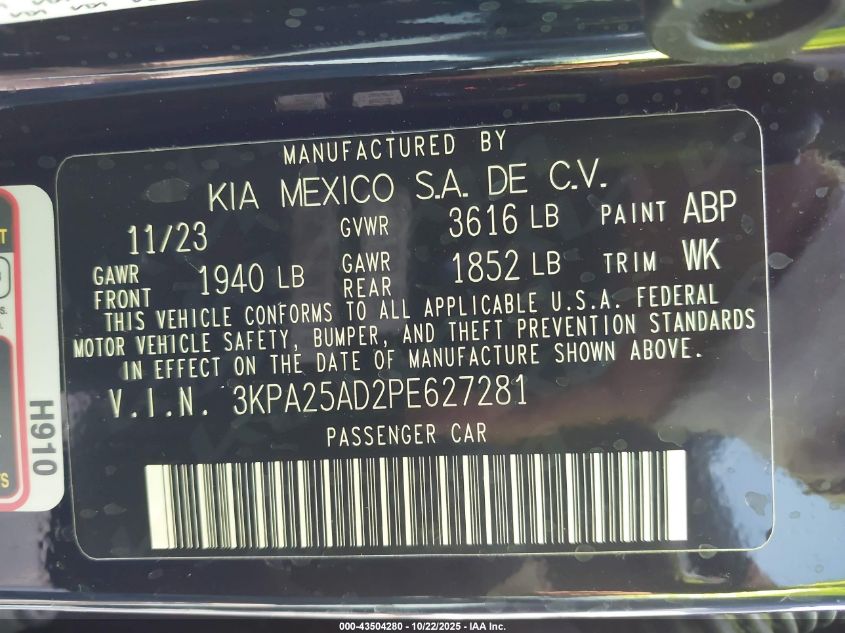 MANUFACTURED BY
KIA MEXICO S.A. DE C.V.
11/23 GVWR 3616 LB PAINT ABP
GAWR FRONT 1940 LB GAWR REAR 1852 LB TRIM WK
THIS VEHICLE CONFORMS TO ALL APPLICABLE U.S.A. FEDERAL
MOTOR VEHICLE SAFETY, BUMPER, AND THEFT PREVENTION STANDARDS
IN EFFECT ON THE DATE OF MANUFACTURE SHOWN ABOVE.
V.I.N. 3KPA25AD2PE627281
PASSENGER CAR
H910
000-43504280 - 10/22/2025 - IAA Inc.